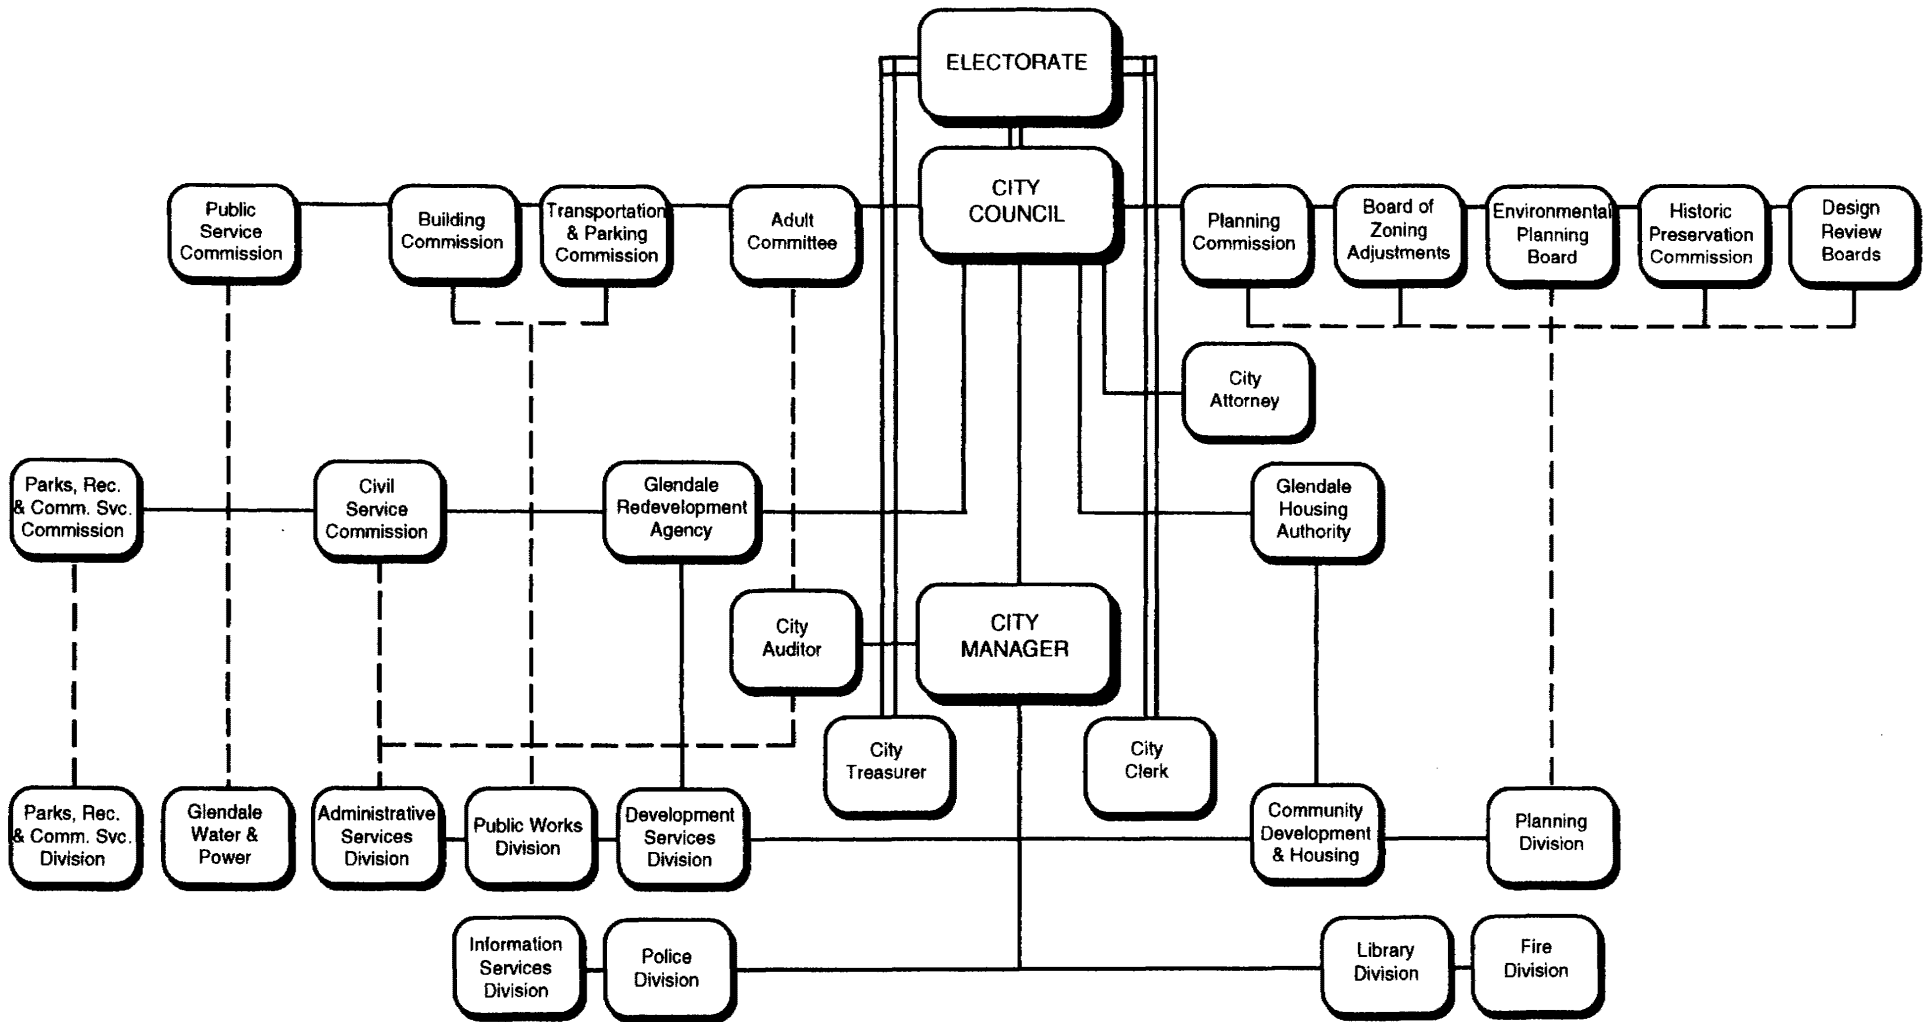 ELECTORATE
CITY
COUNCIL
Public
Service
Commission
Building
Commission
Transportation
& Parking
Commission
Adult
Committee
Planning
Commission
Board of
Zoning
Adjustments
Environmental
Planning
Board
Historic
Preservation
Commission
Design
Review
Boards
City
Attorney
Parks, Rec.
& Comm. Svc.
Commission
Civil
Service
Commission
Glendale
Redevelopment
Agency
Glendale
Housing
Authority
City
Auditor
CITY
MANAGER
City
Treasurer
City
Clerk
Parks, Rec.
& Comm. Svc.
Division
Glendale
Water &
Power
Administrative
Services
Division
Public Works
Division
Development
Services
Division
Community
Development
& Housing
Planning
Division
Information
Services
Division
Police
Division
Library
Division
Fire
Division